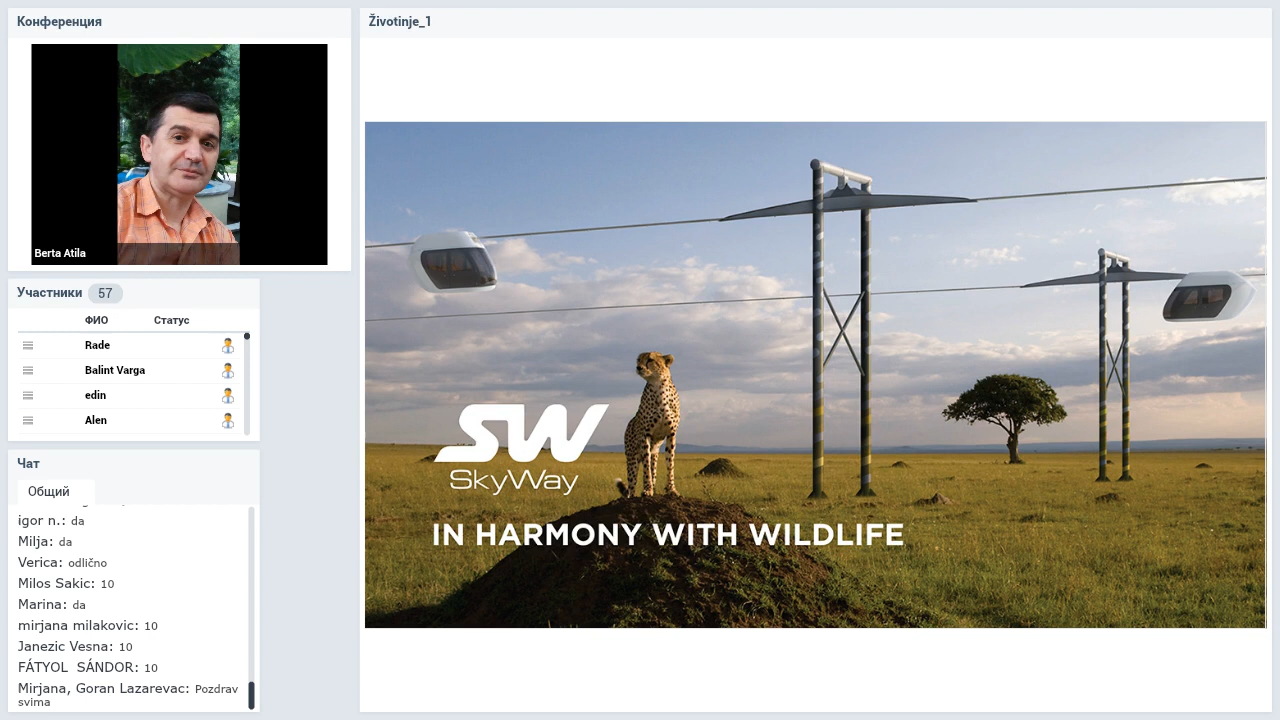 Конференция
Berta Atila
Участники 57
ФИО Статус
Rade
Balint Varga
edin
Alen
Чат
Общий
igor n.: da
Milja: da
Verica: odlično
Milos Sakic: 10
Marina: da
mirjana milakovic: 10
Janezic Vesna: 10
FÁTYOL SÁNDOR: 10
Mirjana, Goran Lazarevac: Pozdrav
svima
Životinje_1
SW
SkyWay
IN HARMONY WITH WILDLIFE